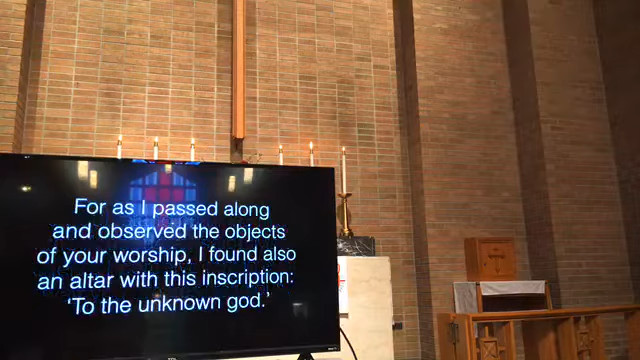 For as I passed along
and observed the objects
of your worship, I found also
an altar with this inscription:
‘To the unknown god.’